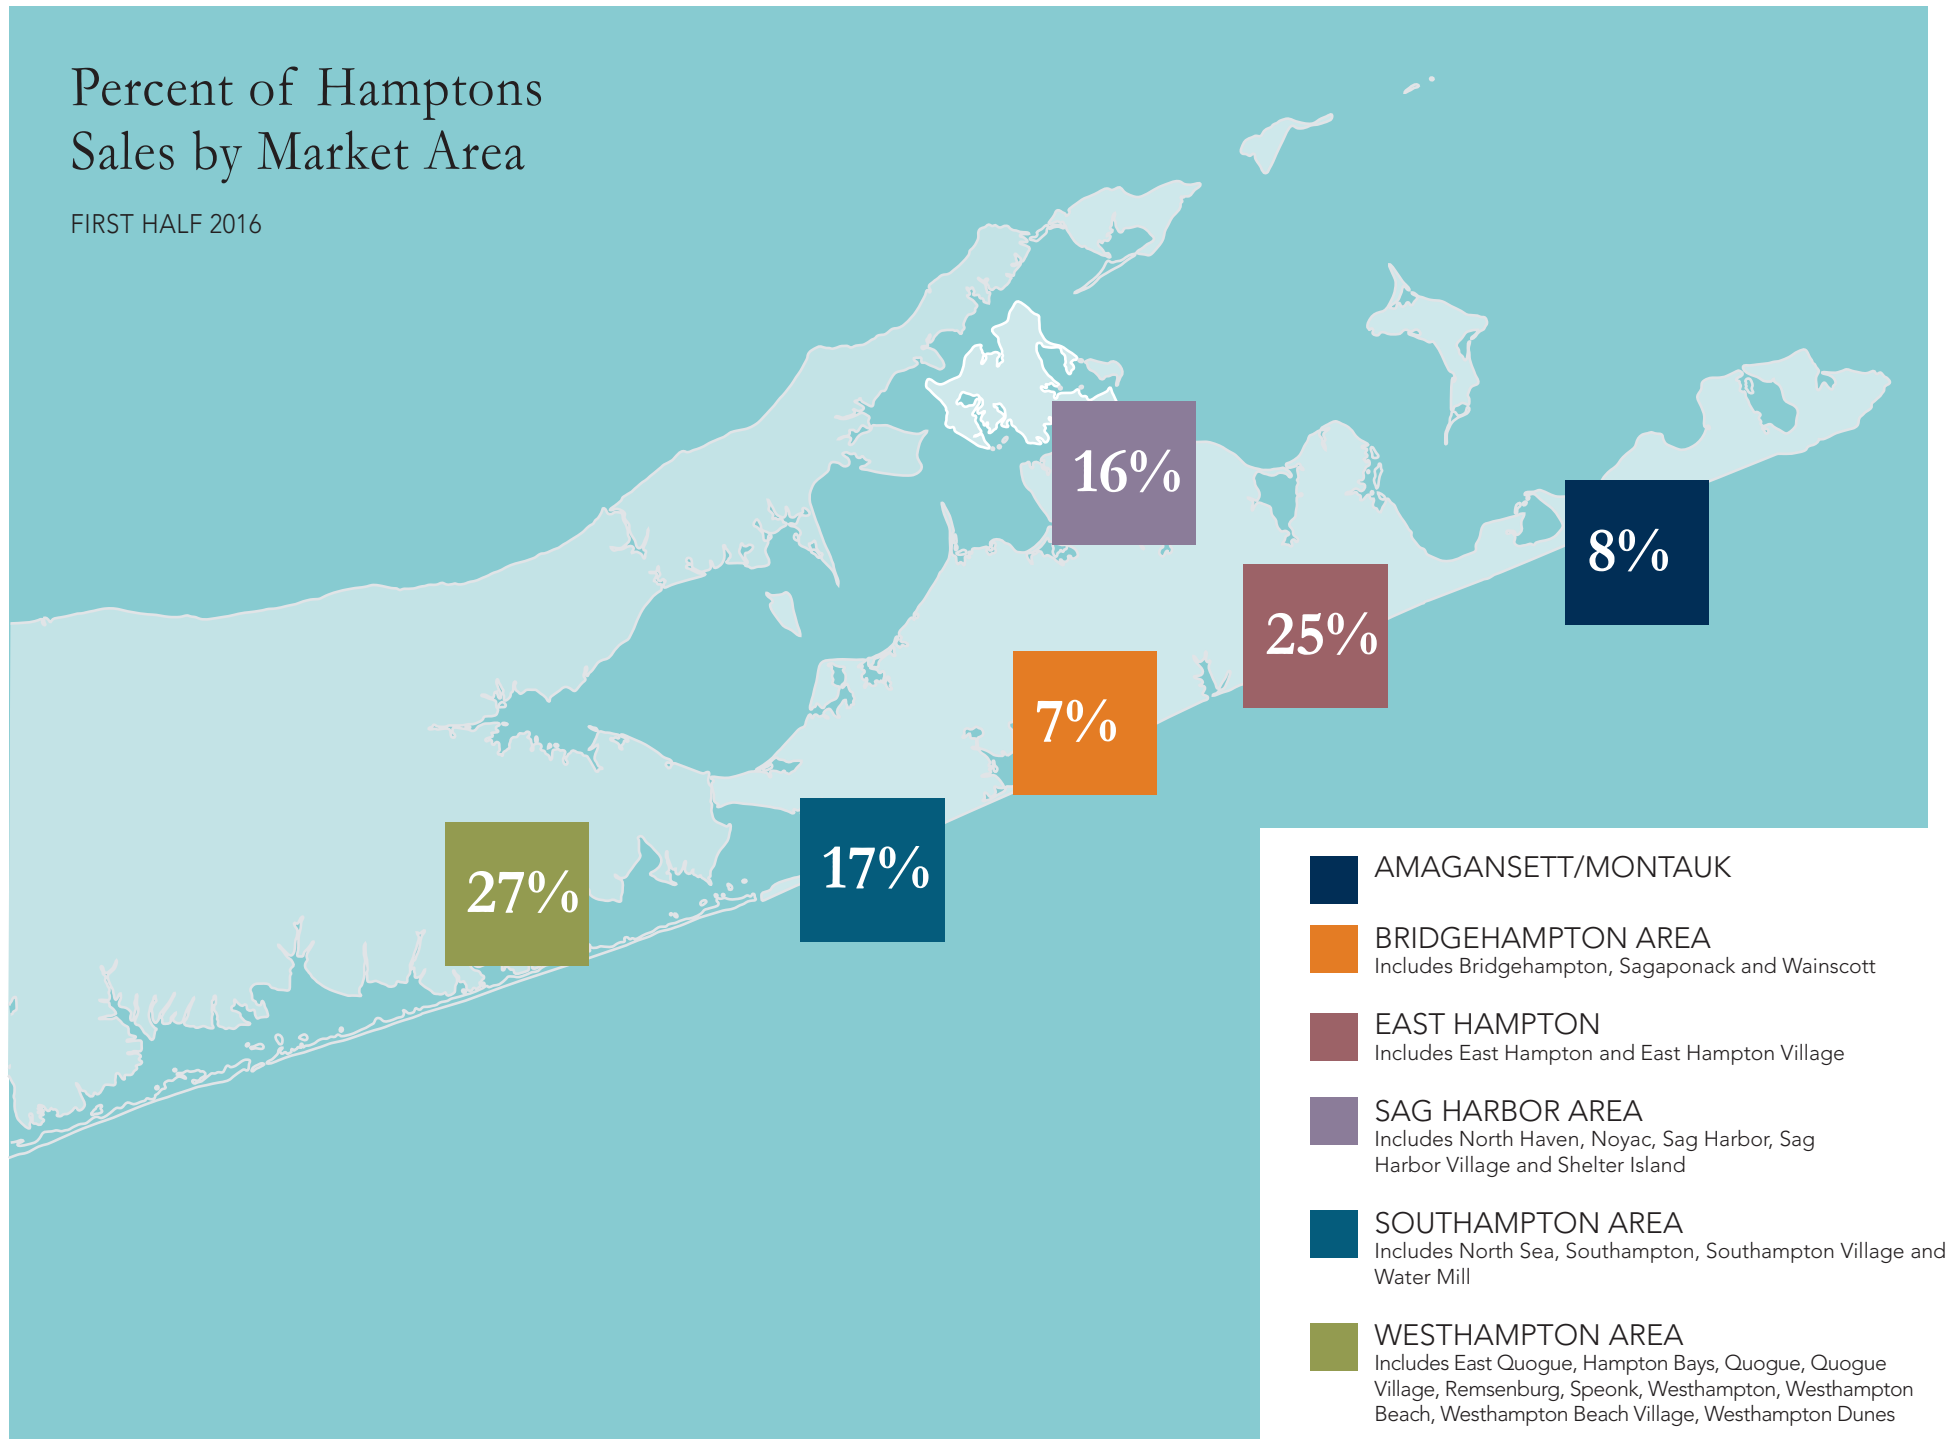 Percent of Hamptons
Sales by Market Area
FIRST HALF 2016
16%
8%
25%
7%
17%
27%
AMAGANSETT/MONTAUK
BRIDGEHAMPTON AREA
Includes Bridgehampton, Sagaponack and Wainscott
EAST HAMPTON
Includes East Hampton and East Hampton Village
SAG HARBOR AREA
Includes North Haven, Noyac, Sag Harbor, Sag
Harbor Village and Shelter Island
SOUTHAMPTON AREA
Includes North Sea, Southampton, Southampton Village and
Water Mill
WESTHAMPTON AREA
Includes East Quogue, Hampton Bays, Quogue, Quogue
Village, Remsenburg, Speonk, Westhampton, Westhampton
Beach, Westhampton Beach Village, Westhampton Dunes